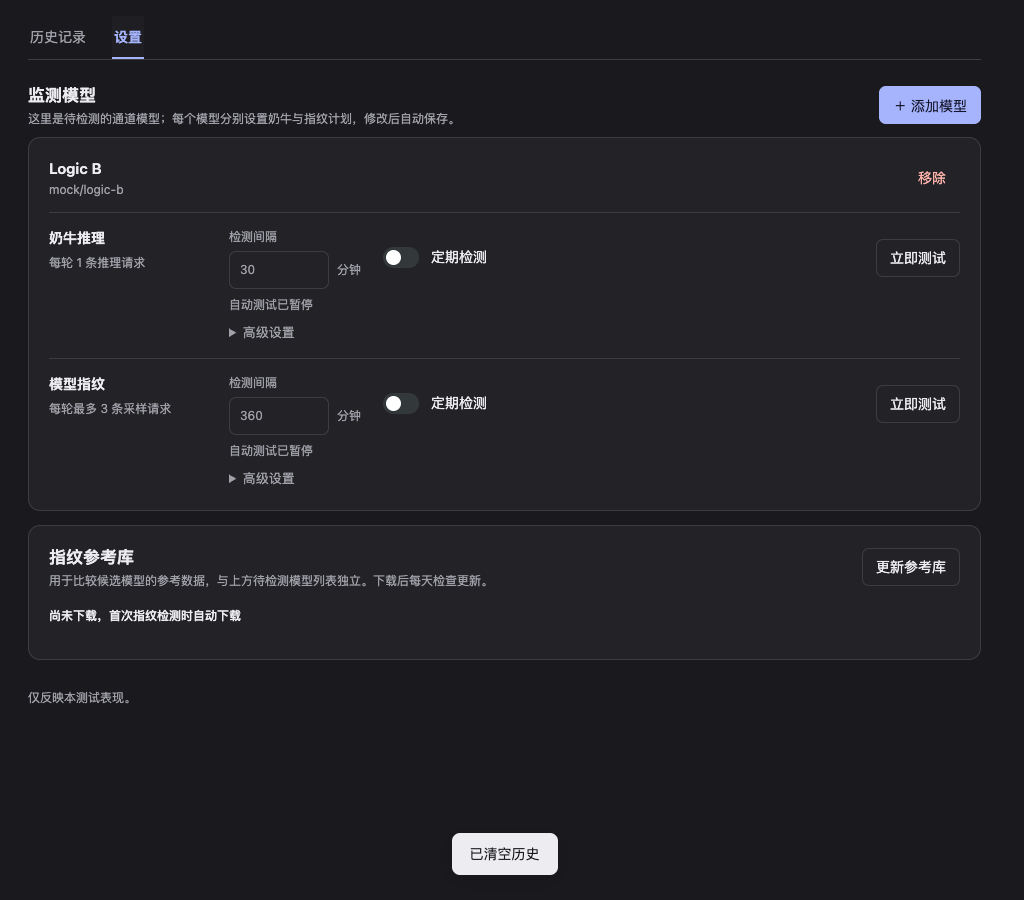 历史记录 设置
监测模型
这里是待检测的通道模型；每个模型分别设置奶牛与指纹计划，修改后自动保存。
＋ 添加模型
Logic B
mock/logic-b
移除
奶牛推理
每轮 1 条推理请求
检测间隔
30 分钟
定期检测
自动测试已暂停
▶ 高级设置
立即测试
模型指纹
每轮最多 3 条采样请求
检测间隔
360 分钟
定期检测
自动测试已暂停
▶ 高级设置
立即测试
指纹参考库
用于比较候选模型的参考数据，与上方待检测模型列表独立。下载后每天检查更新。
更新参考库
尚未下载，首次指纹检测时自动下载
仅反映本测试表现。
已清空历史